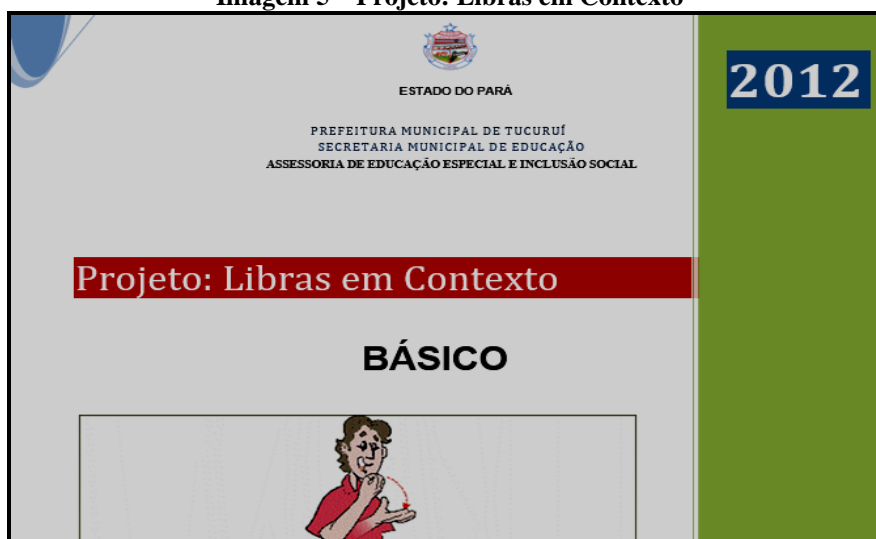 Imagem 5 – Projeto: Libras em Contexto
ESTADO DO PARÁ
2012
PREFEITURA MUNICIPAL DE TUCURUÍ
SECRETARIA MUNICIPAL DE EDUCAÇÃO
ASSESSORIA DE EDUCAÇÃO ESPECIAL E INCLUSÃO SOCIAL
Projeto: Libras em Contexto
BÁSICO